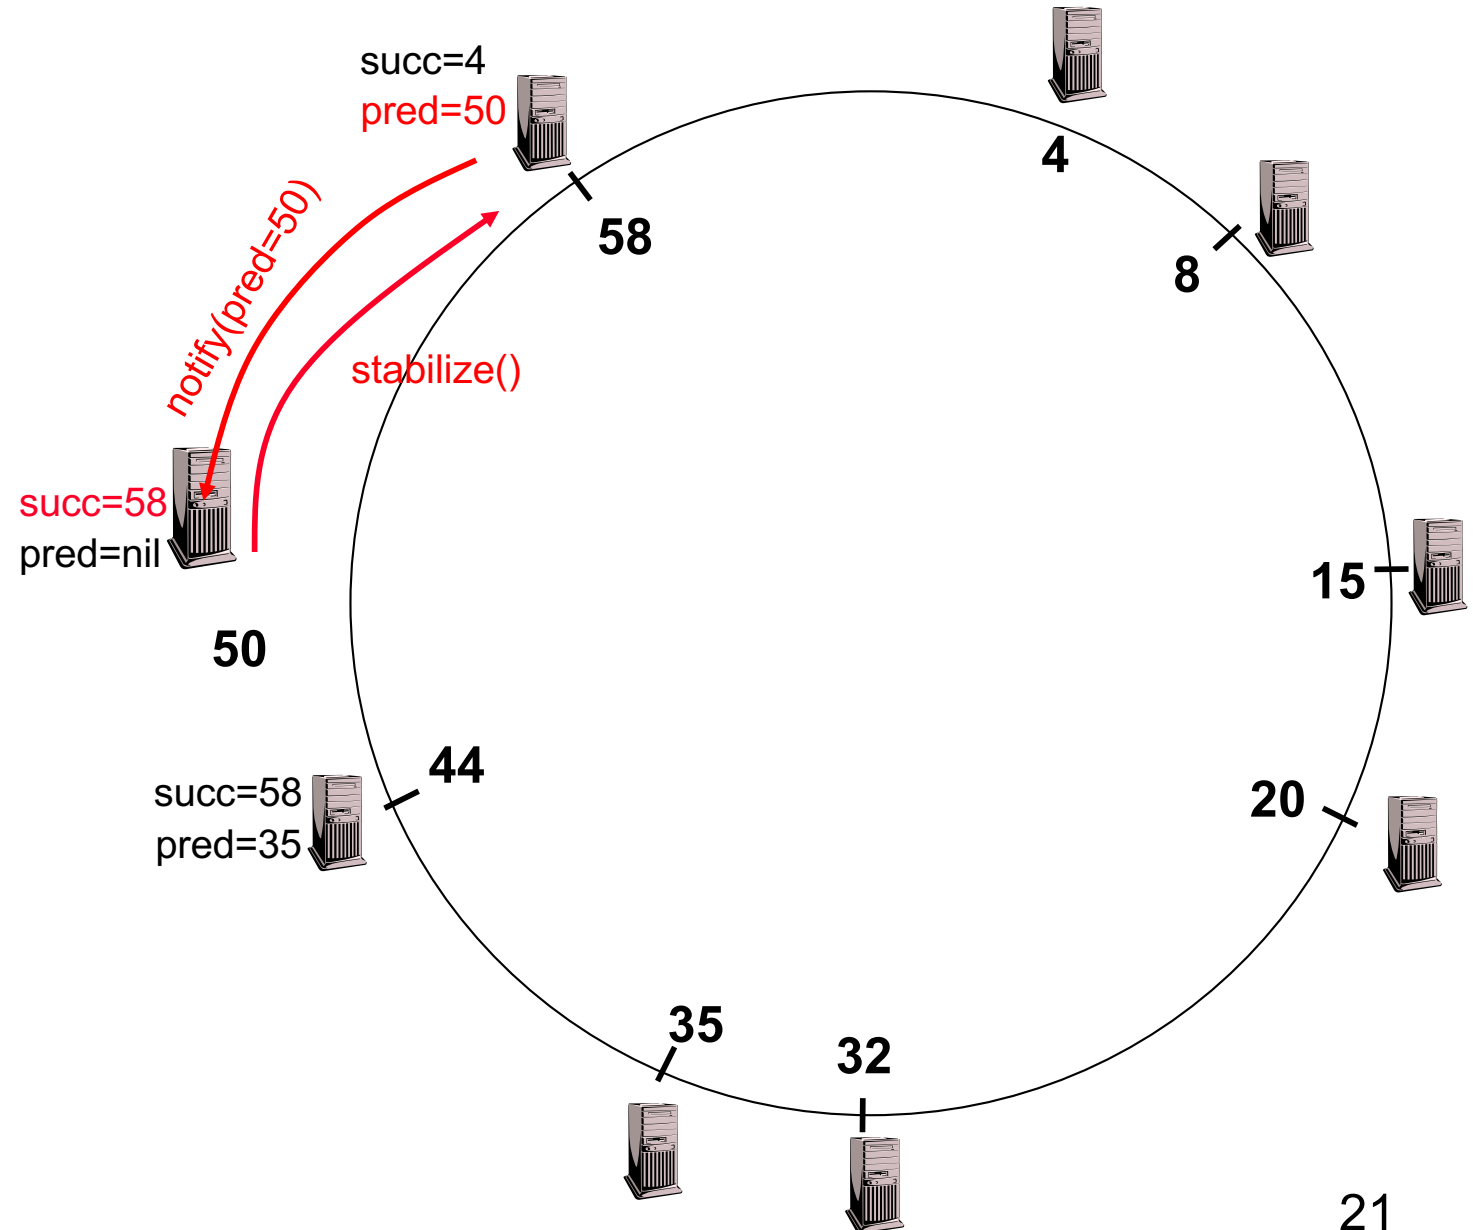 succ=4
pred=50
4
58
8
notify(pred=50)
stabilize()
succ=58
pred=nil
15
50
44
succ=58
pred=35
20
35
32
21